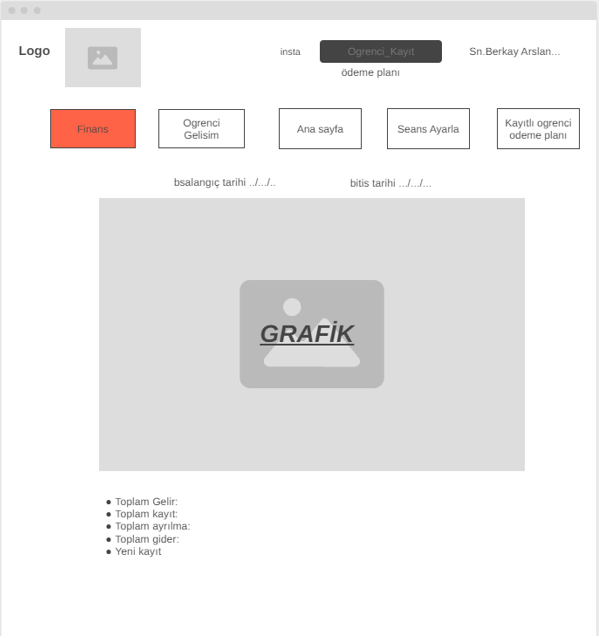 Logo
insta
Ogrenci_Kayıt
Sn.Berkay Arslan...
ödeme planı
Finans
Ogrenci
Gelisim
Ana sayfa
Seans Ayarla
Kayıtlı ogrenci
odeme planı
bsalangıç tarihi ../.../..
bitis tarihi .../.../...
GRAFİK
● Toplam Gelir:
● Toplam kayıt:
● Toplam ayrılma:
● Toplam gider:
● Yeni kayıt